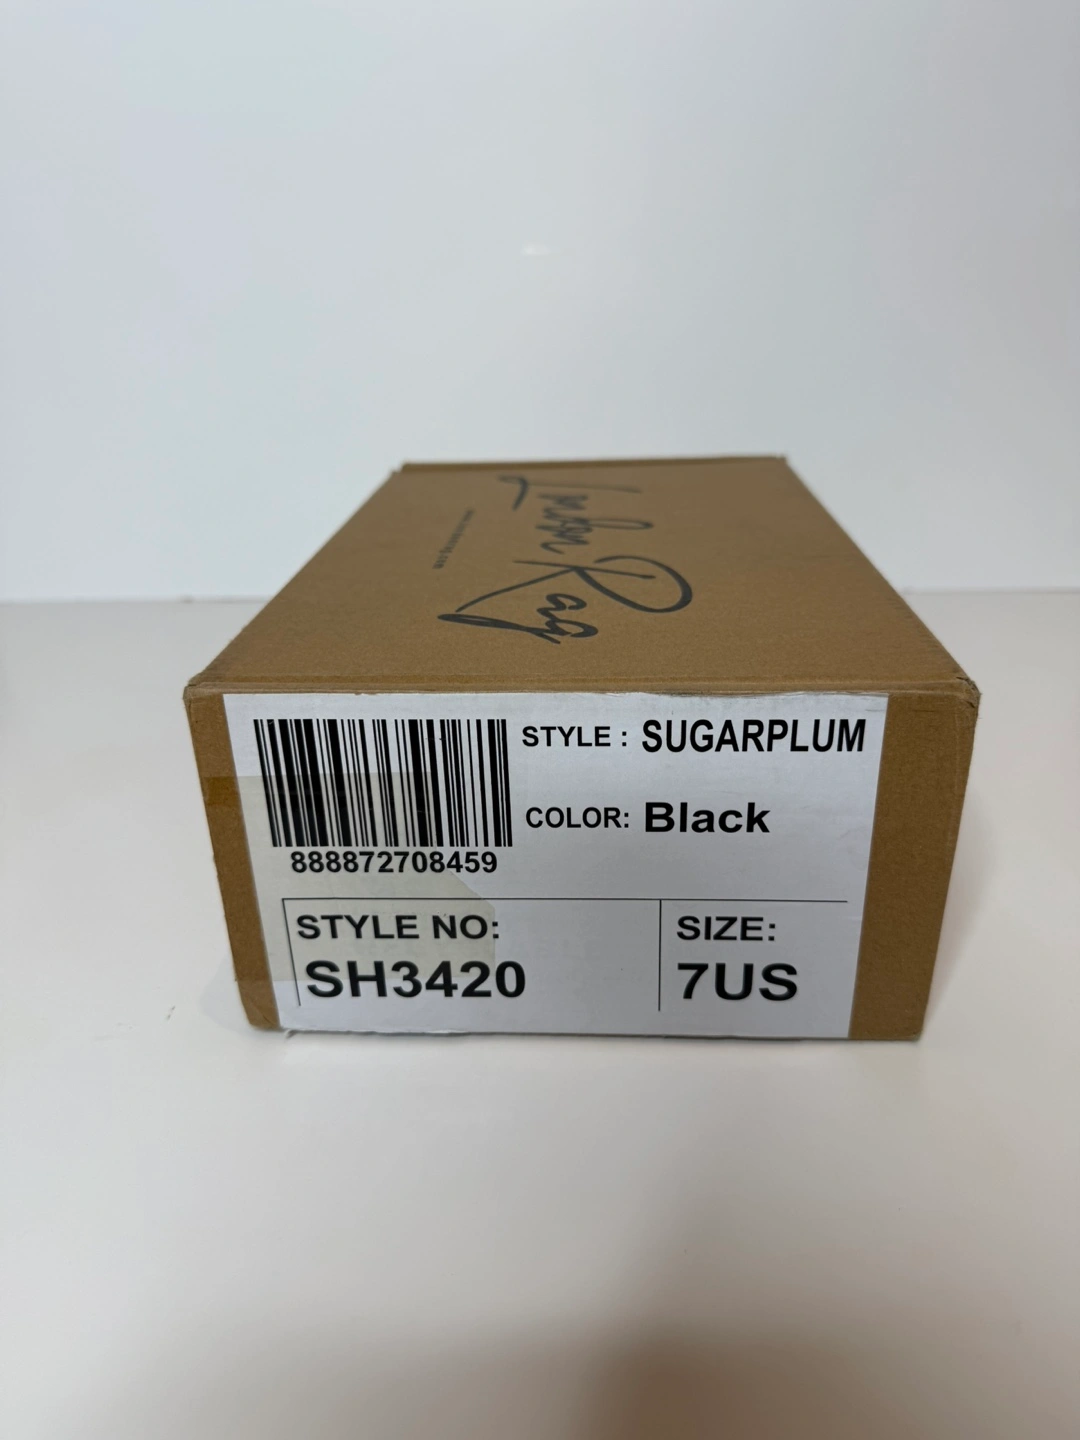 London Rag
STYLE : SUGARPLUM
COLOR: Black
888872708459
STYLE NO:
SH3420
SIZE:
7US